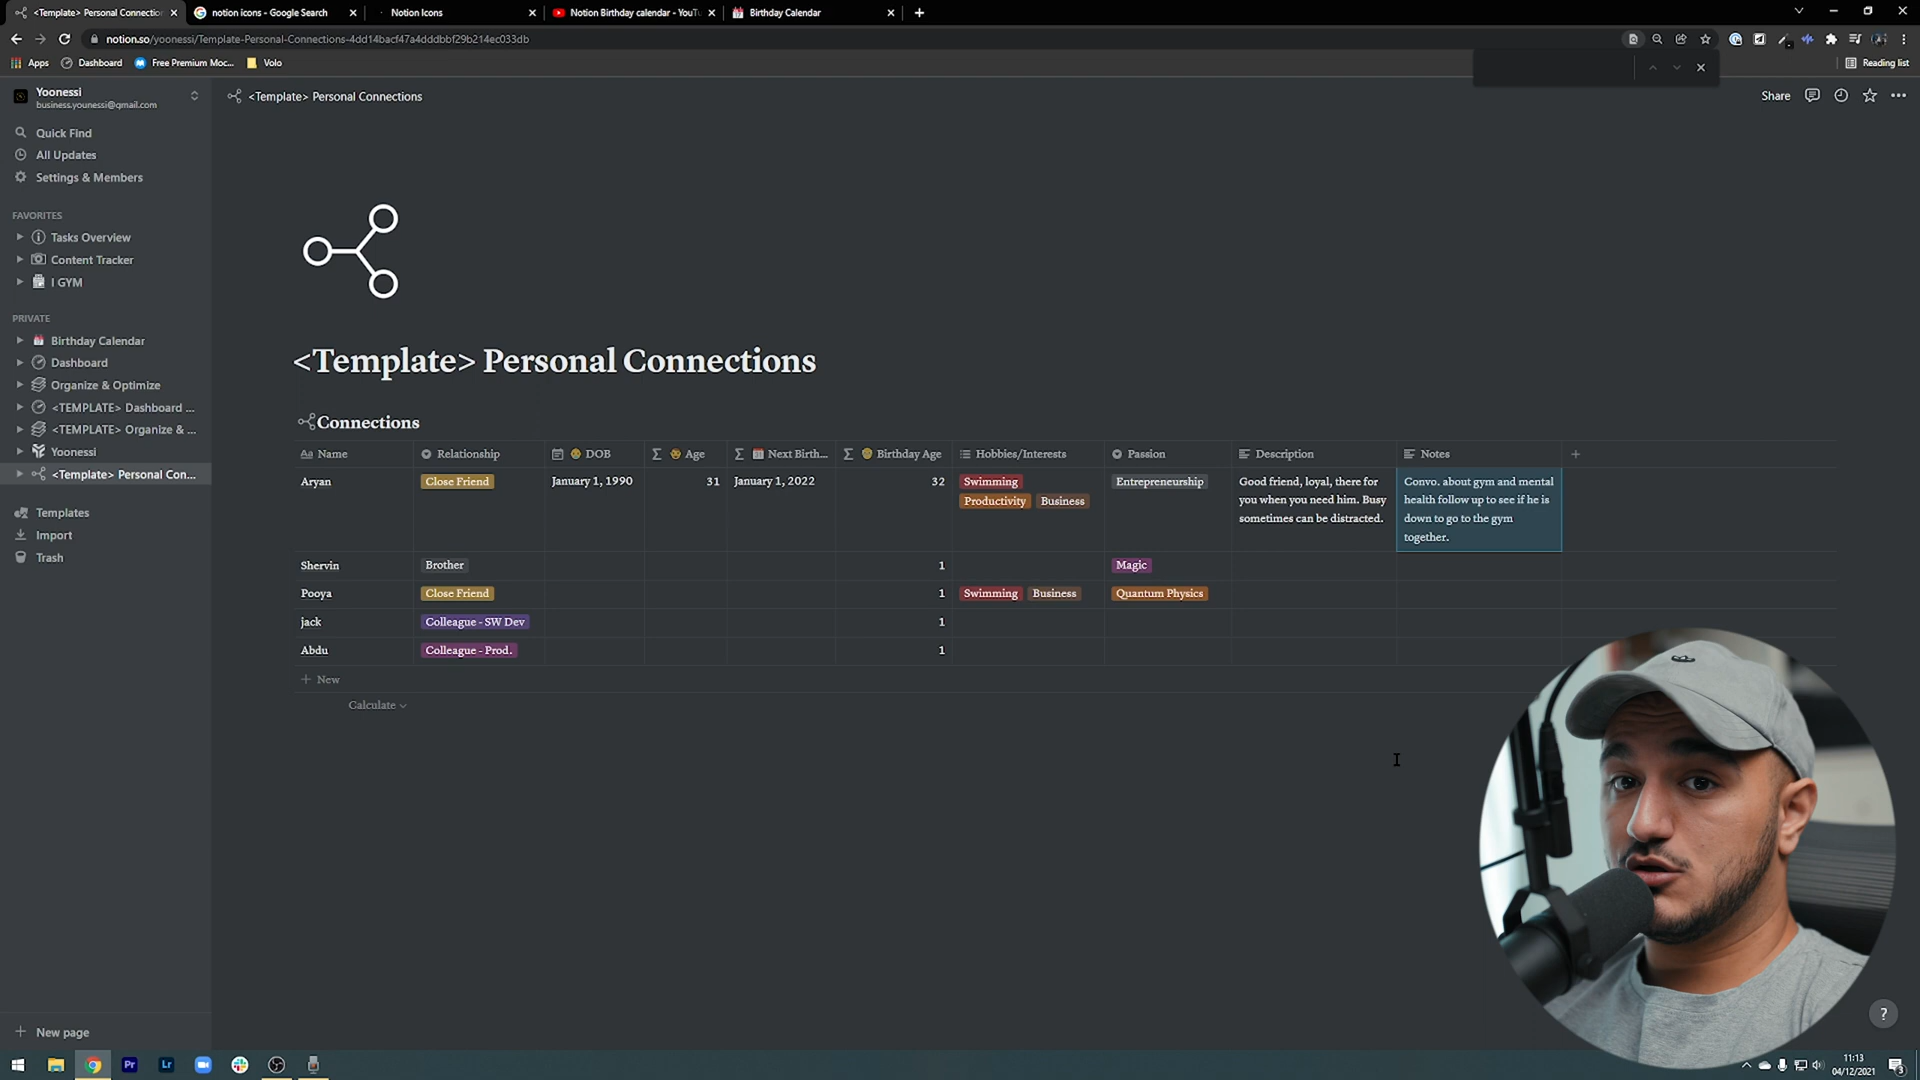 <Template> Personal Connection
notion icons - Google Search
Notion Icons
Notion Birthday calendar - YouTu
Birthday Calendar
notion.so/yoonessi/Template-Personal-Connections-4dd14bacf47a4dddbbf29b214ec033db
Apps
Dashboard
Free Premium Moc...
Volo
Reading list
Yoonessi
business.younessi@gmail.com
<Template> Personal Connections
Share
Quick Find
All Updates
Settings & Members
FAVORITES
Tasks Overview
Content Tracker
I GYM
PRIVATE
Birthday Calendar
Dashboard
Organize & Optimize
<TEMPLATE> Dashboard ...
<TEMPLATE> Organize & ...
Yoonessi
<Template> Personal Con...
Templates
Import
Trash
New page
<Template> Personal Connections
Connections
Aa Name
Relationship
DOB
Σ Age
Σ Next Birth...
Σ Birthday Age
Hobbies/Interests
Passion
Description
Notes
Aryan
Close Friend
January 1, 1990
31
January 1, 2022
32
Swimming
Productivity Business
Entrepreneurship
Good friend, loyal, there for
you when you need him. Busy
sometimes can be distracted.
Convo. about gym and mental
health follow up to see if he is
down to go to the gym
together.
Shervin
Brother
1
Magic
Pooya
Close Friend
1
Swimming Business
Quantum Physics
jack
Colleague - SW Dev
1
Abdu
Colleague - Prod.
1
+ New
Calculate
?
Pr
Lr
11:13
04/12/2021
3